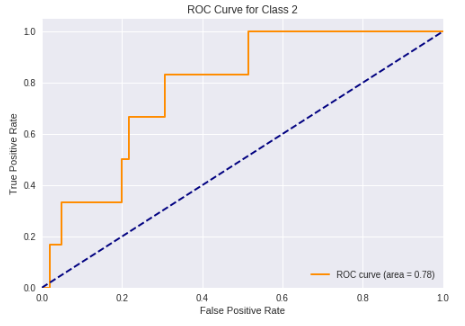 ROC Curve for Class 2
1.0
0.8
0.6
0.4
0.2
0.0
True Positive Rate
ROC curve (area = 0.78)
0.0 0.2 0.4 0.6 0.8 1.0
False Positive Rate